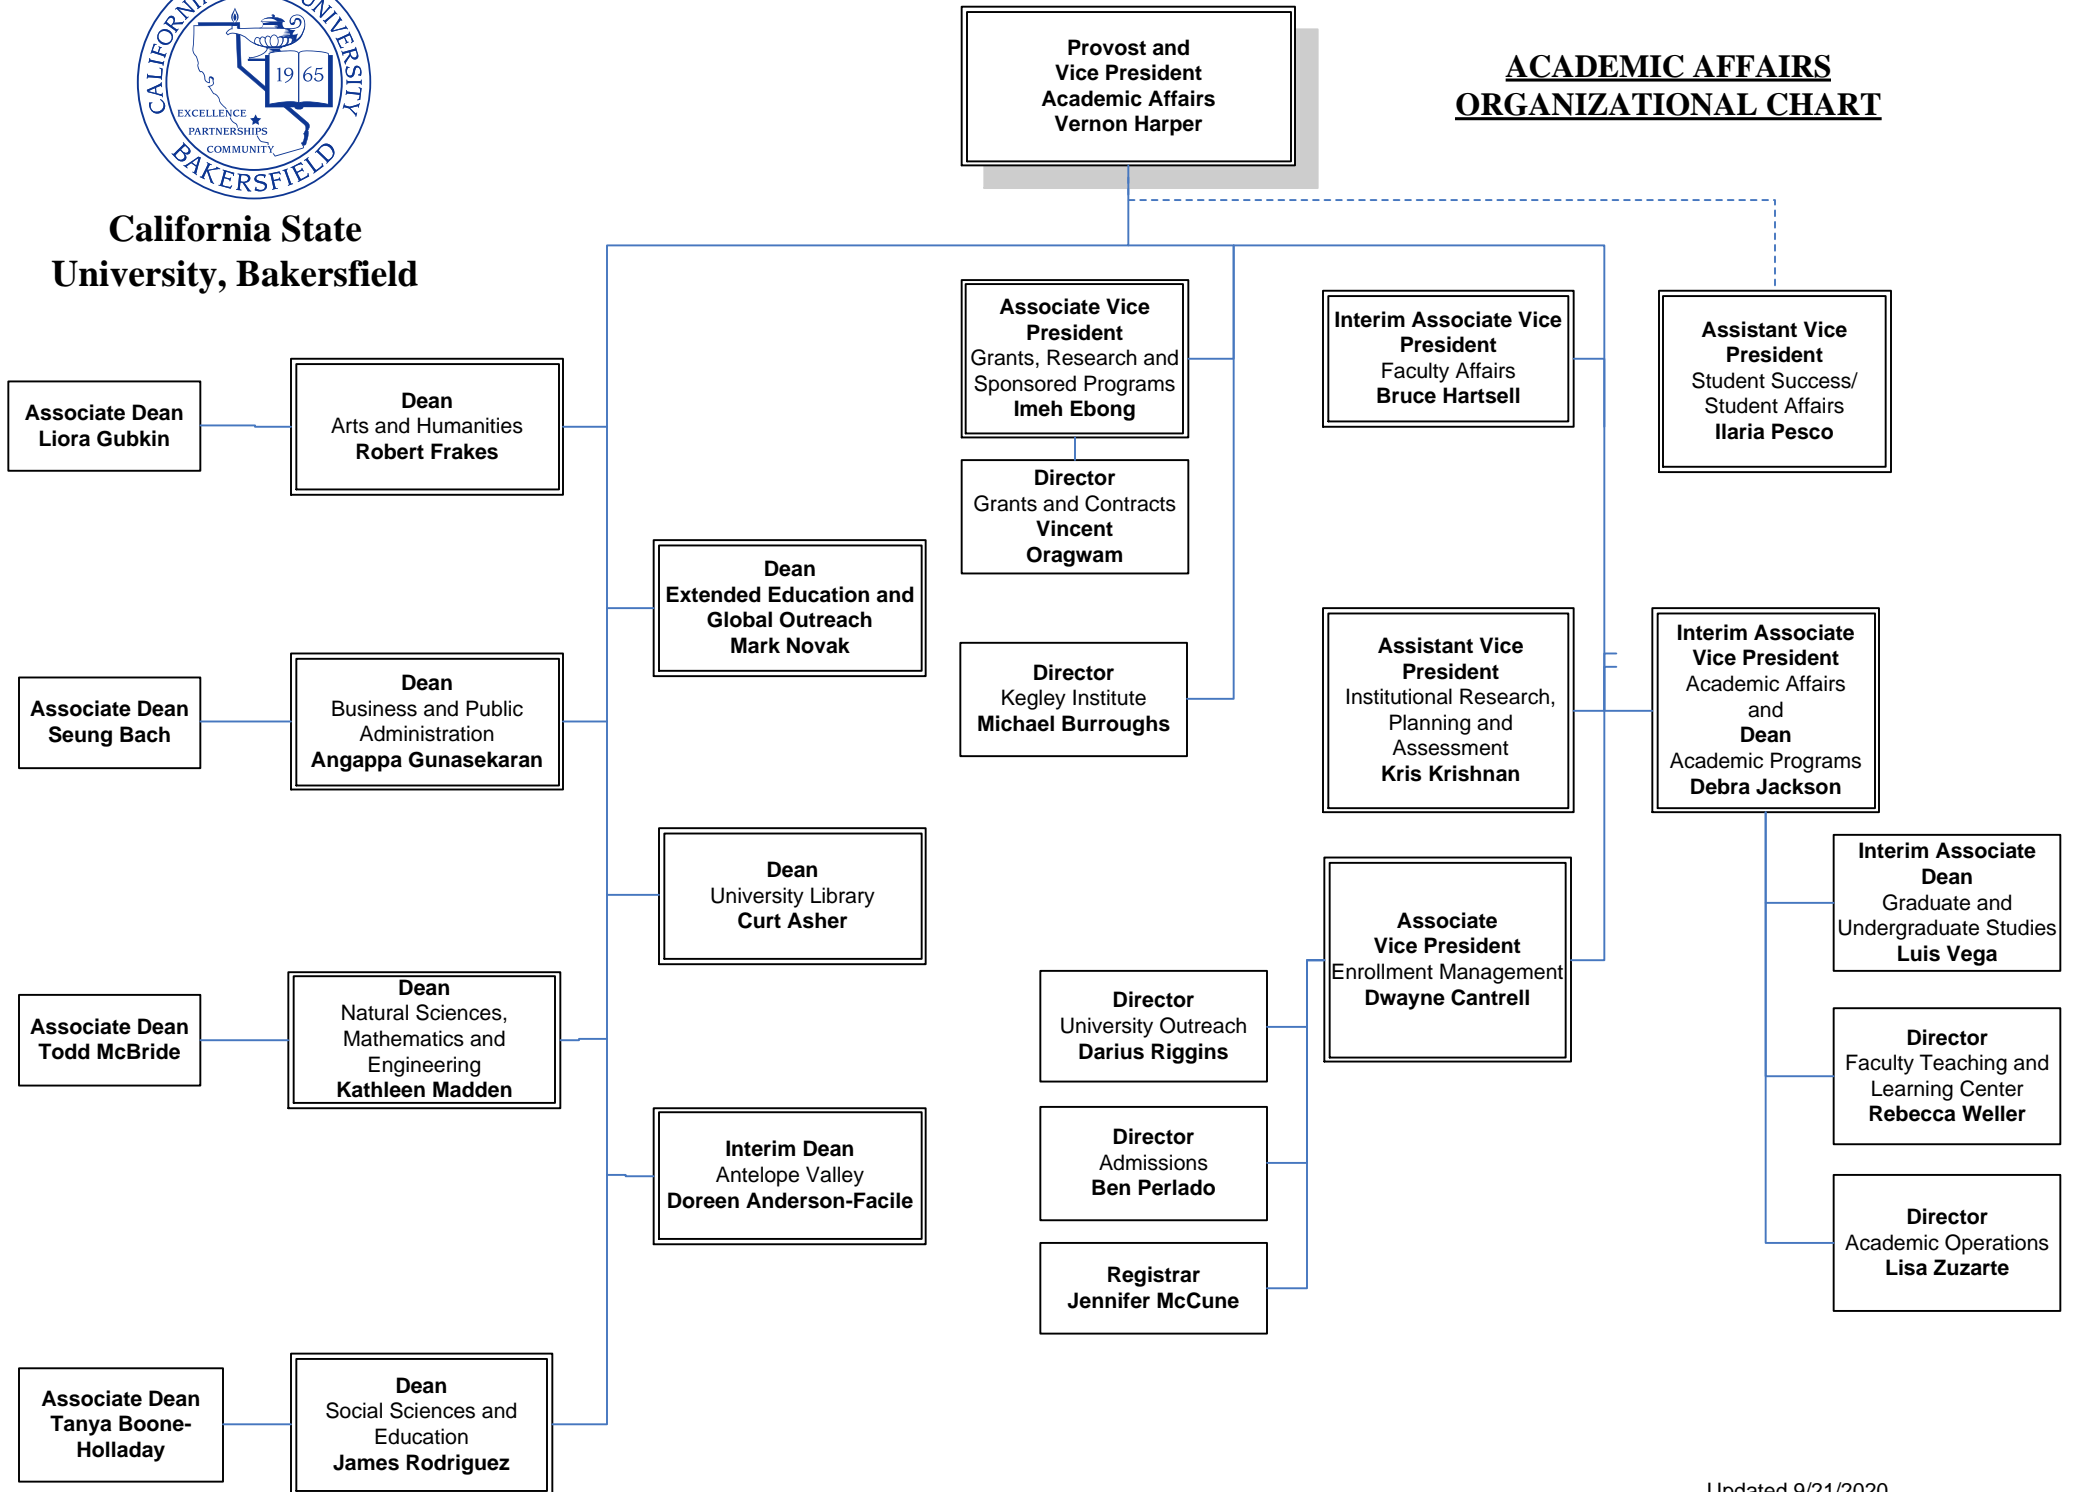 CALIFORNIA
UNIVERSITY
19 65
EXCELLENCE
PARTNERSHIPS
COMMUNITY
BAKERSFIELD
California State
University, Bakersfield
Provost and
Vice President
Academic Affairs
Vernon Harper
ACADEMIC AFFAIRS
ORGANIZATIONAL CHART
Associate Dean
Liora Gubkin
Dean
Arts and Humanities
Robert Frakes
Associate Vice
President
Grants, Research and
Sponsored Programs
Imeh Ebong
Interim Associate Vice
President
Faculty Affairs
Bruce Hartsell
Assistant Vice
President
Student Success/
Student Affairs
Ilaria Pesco
Director
Grants and Contracts
Vincent
Oragwam
Dean
Extended Education and
Global Outreach
Mark Novak
Associate Dean
Seung Bach
Dean
Business and Public
Administration
Angappa Gunasekaran
Director
Kegley Institute
Michael Burroughs
Assistant Vice
President
Institutional Research,
Planning and
Assessment
Kris Krishnan
Interim Associate
Vice President
Academic Affairs
and
Dean
Academic Programs
Debra Jackson
Dean
University Library
Curt Asher
Associate
Vice President
Enrollment Management
Dwayne Cantrell
Interim Associate
Dean
Graduate and
Undergraduate Studies
Luis Vega
Associate Dean
Todd McBride
Dean
Natural Sciences,
Mathematics and
Engineering
Kathleen Madden
Director
University Outreach
Darius Riggins
Director
Faculty Teaching and
Learning Center
Rebecca Weller
Interim Dean
Antelope Valley
Doreen Anderson-Facile
Director
Admissions
Ben Perlado
Director
Academic Operations
Lisa Zuzarte
Registrar
Jennifer McCune
Associate Dean
Tanya Boone-
Holladay
Dean
Social Sciences and
Education
James Rodriguez
Updated 9/21/2020